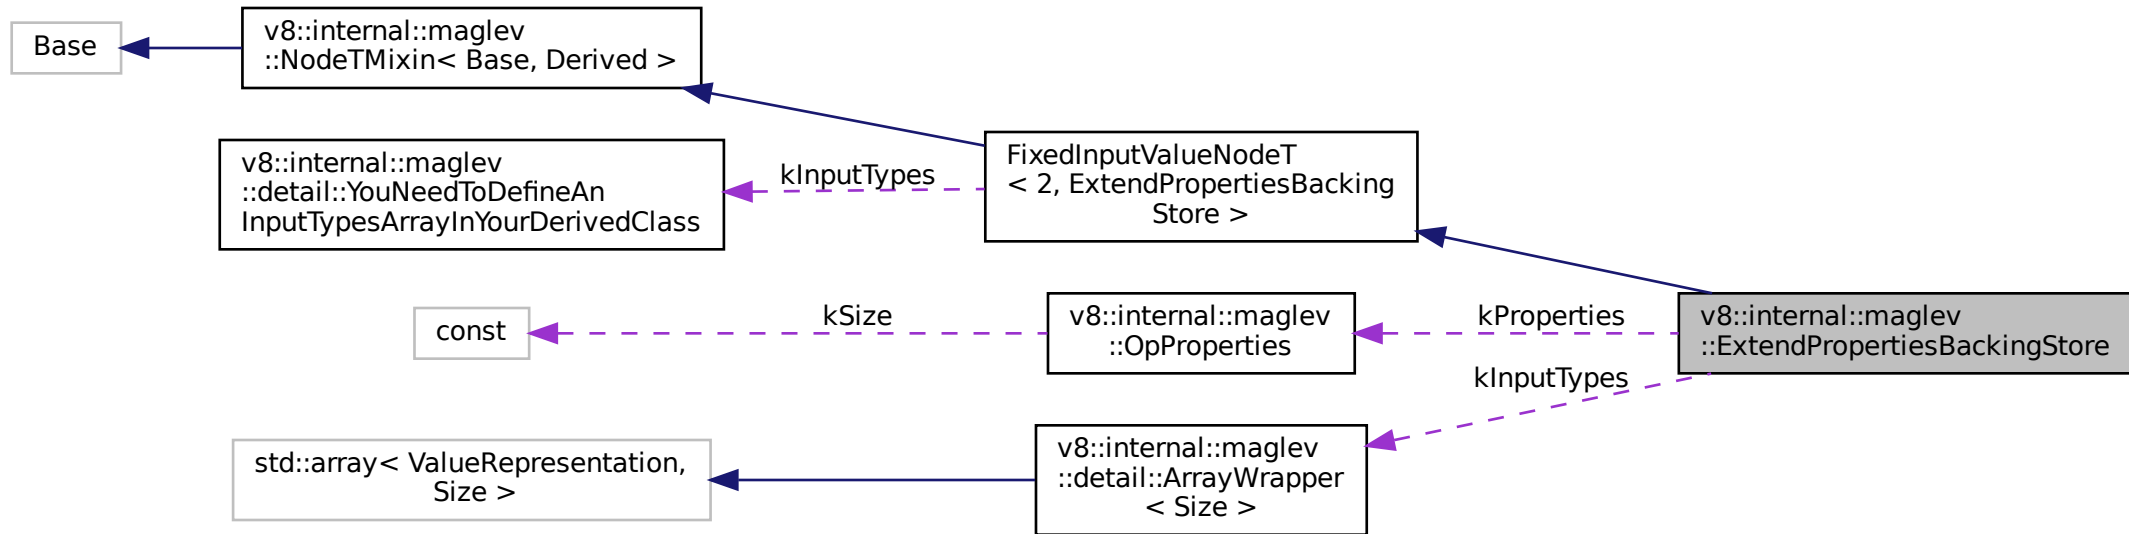 Base
v8::internal::maglev
::NodeTMixin< Base, Derived >
v8::internal::maglev
::detail::YouNeedToDefineAn
InputTypesArrayInYourDerivedClass
kInputTypes
FixedInputValueNodeT
< 2, ExtendPropertiesBacking
Store >
const
kSize
v8::internal::maglev
::OpProperties
kProperties
v8::internal::maglev
::ExtendPropertiesBackingStore
kInputTypes
std::array< ValueRepresentation,
Size >
v8::internal::maglev
::detail::ArrayWrapper
< Size >